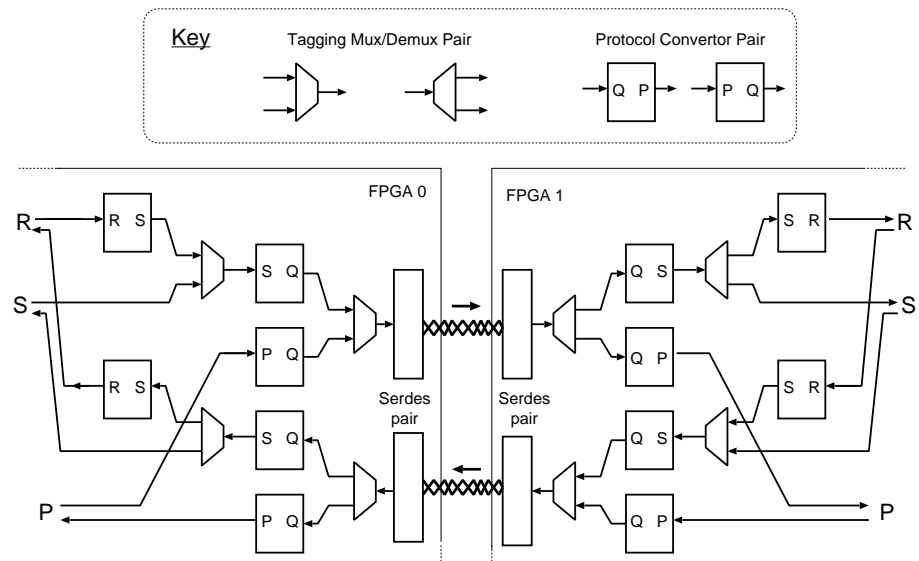 Key
Tagging Mux/Demux Pair
Protocol Convertor Pair
Q P
P Q
FPGA 0
FPGA 1
R
R S
S Q
S
P Q
R S
S Q
P
P Q
Serdes
pair
Serdes
pair
Q S
S R
R
Q P
S
S R
Q S
Q P
P